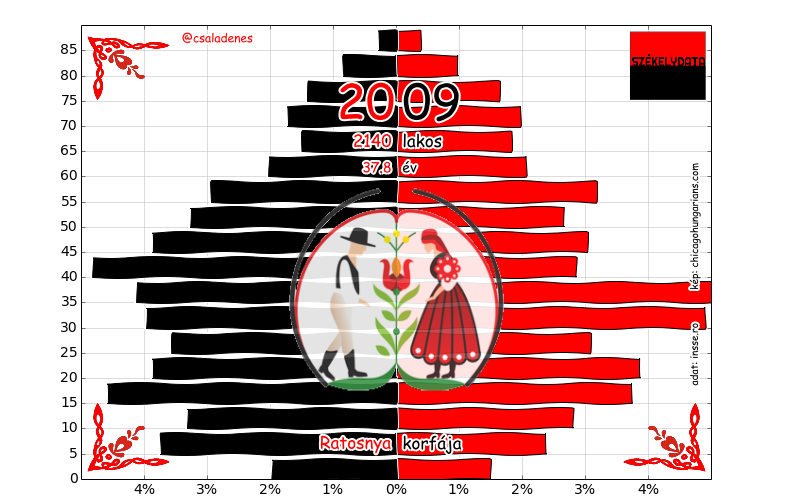 @csaladenes
SZÉKELYDATA
2009
2140 lakos
37.8 év
kép: chicagohungarians.com
adat: insse.ro
Ratosnya korfája
85
80
75
70
65
60
55
50
45
40
35
30
25
20
15
10
5
0
4% 3% 2% 1% 0% 1% 2% 3% 4%